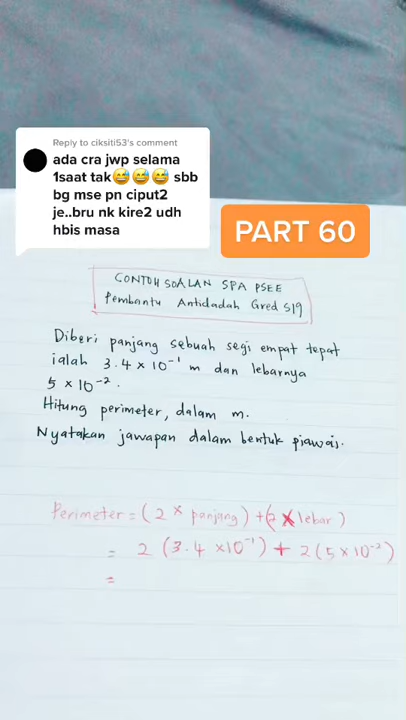 Reply to ciksiti53's comment
ada cra jwp selama
1saat tak😅😅😅 sbb
bg mse pn ciput2
je..bru nk kire2 udh
hbis masa
PART 60
CONTOH SOALAN SPA PSEE
Pembantu Antidadah Gred S19
Diberi panjang sebuah segi empat tepat
ialah 3.4 × 10⁻¹ m dan lebarnya
5 × 10⁻².
Hitung perimeter, dalam m.
Nyatakan jawapan dalam bentuk piawai.
Perimeter = (2 × panjang) + (2 × lebar)
= 2 (3.4 × 10⁻¹) + 2 (5 × 10⁻²)
=